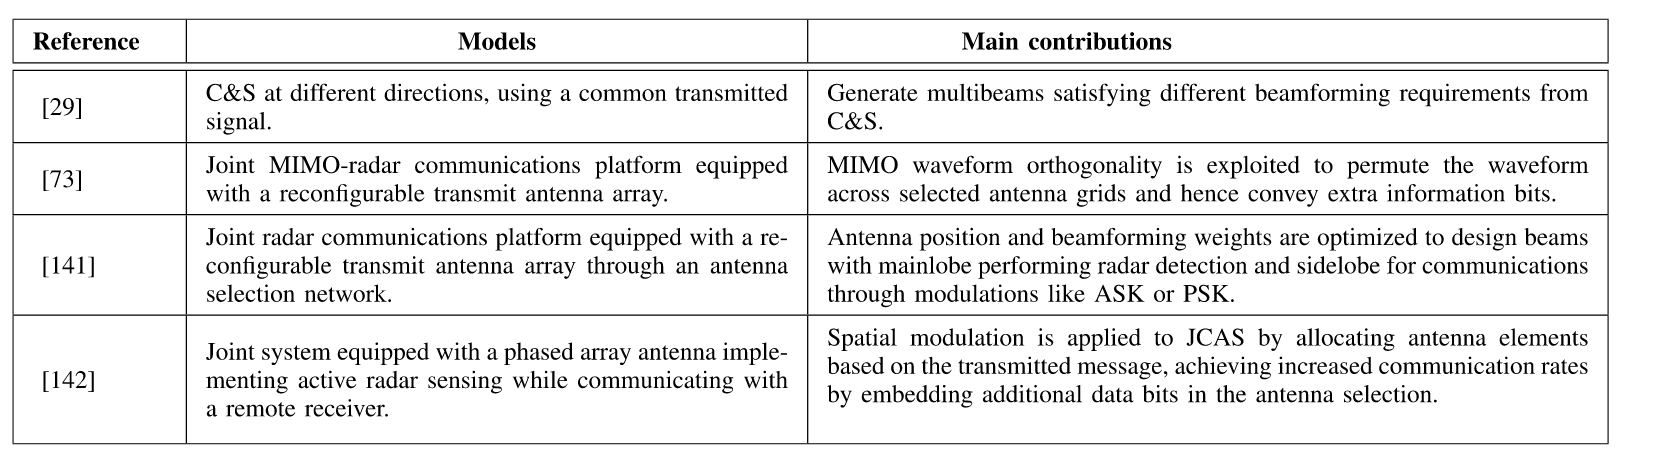 Reference Models Main contributions
[29]
C&S at different directions, using a common transmitted
signal.
Generate multibeams satisfying different beamforming requirements from
C&S.
[73]
Joint MIMO-radar communications platform equipped
with a reconfigurable transmit antenna array.
MIMO waveform orthogonality is exploited to permute the waveform
across selected antenna grids and hence convey extra information bits.
[141]
Joint radar communications platform equipped with a re-
configurable transmit antenna array through an antenna
selection network.
Antenna position and beamforming weights are optimized to design beams
with mainlobe performing radar detection and sidelobe for communications
through modulations like ASK or PSK.
[142]
Joint system equipped with a phased array antenna imple-
menting active radar sensing while communicating with
a remote receiver.
Spatial modulation is applied to JCAS by allocating antenna elements
based on the transmitted message, achieving increased communication rates
by embedding additional data bits in the antenna selection.